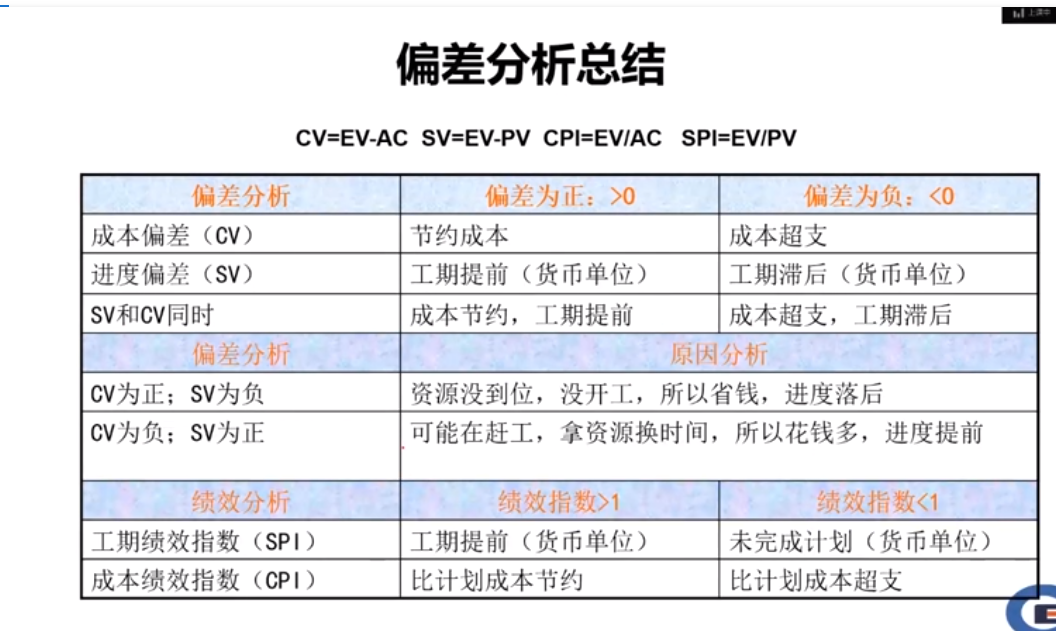 上课中
偏差分析总结
CV=EV-AC SV=EV-PV CPI=EV/AC SPI=EV/PV
偏差分析 偏差为正：>0 偏差为负：<0
成本偏差（CV） 节约成本 成本超支
进度偏差（SV） 工期提前（货币单位） 工期滞后（货币单位）
SV和CV同时 成本节约，工期提前 成本超支，工期滞后
偏差分析 原因分析
CV为正；SV为负 资源没到位，没开工，所以省钱，进度落后
CV为负；SV为正 可能在赶工，拿资源换时间，所以花钱多，进度提前
绩效分析 绩效指数>1 绩效指数<1
工期绩效指数（SPI） 工期提前（货币单位） 未完成计划（货币单位）
成本绩效指数（CPI） 比计划成本节约 比计划成本超支